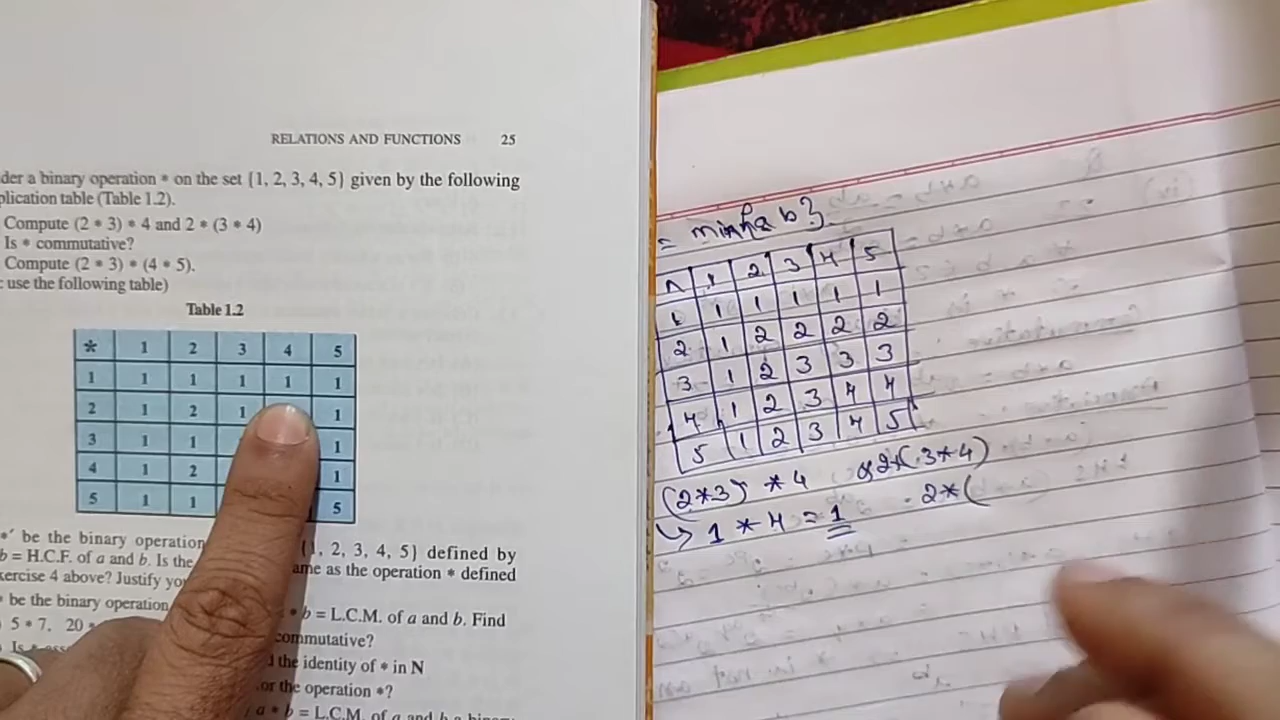 RELATIONS AND FUNCTIONS 25
der a binary operation * on the set {1, 2, 3, 4, 5} given by the following
plication table (Table 1.2).
Compute (2 * 3) * 4 and 2 * (3 * 4)
Is * commutative?
Compute (2 * 3) * (4 * 5).
: use the following table)
Table 1.2
* 1 2 3 4 5
1 1 1 1 1 1
2 1 2 1 1
3 1 1 1
4 1 2 1
5 1 1 5
be the binary operation {1, 2, 3, 4, 5} defined by
b = H.C.F. of a and b. Is the ame as the operation * defined
xercise 4 above? Justify yo
be the binary operation * b = L.C.M. of a and b. Find
5 * 7, 20 * commutative?
Is the identity of * in N
or the operation *?
a * b = L.C.M. of a and b a
= min{a b}
^ 1 2 3 4 5
1 1 1 1 1 1
2 1 2 2 2 2
3 1 2 3 3 3
4 1 2 3 4 4
5 1 2 3 4 5
(2*3) *4 2*(3*4)
↳ 1 * 4 = 1 2*(